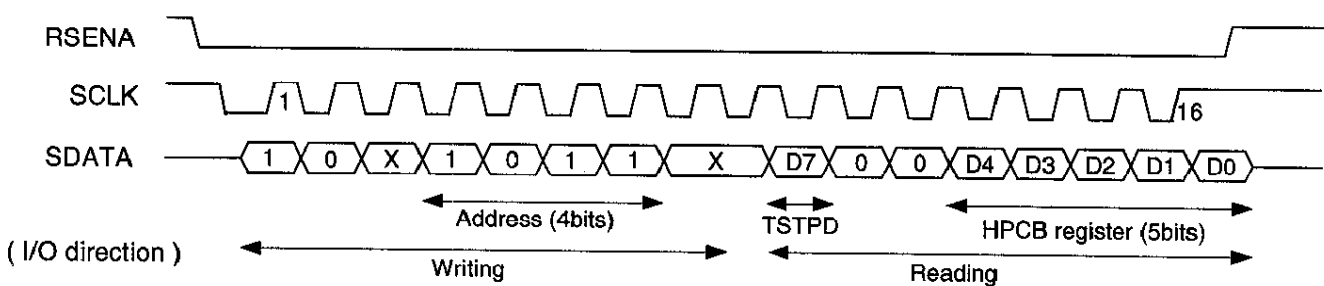 RSENA
SCLK 1 16
SDATA 1 0 X 1 0 1 1 X D7 0 0 D4 D3 D2 D1 D0
Address (4bits) TSTPD HPCB register (5bits)
( I/O direction ) Writing Reading